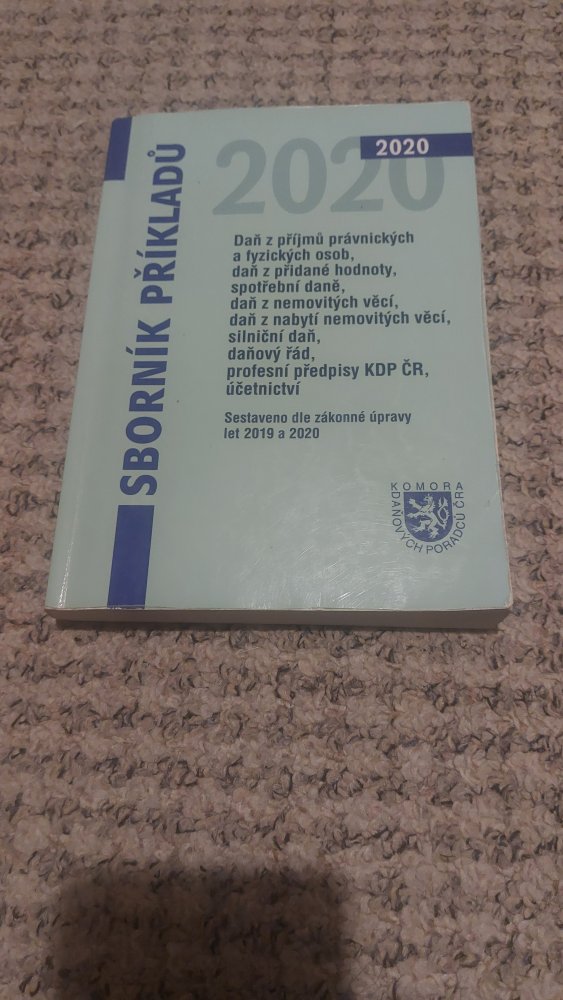 SBORNÍK PŘÍKLADŮ
2020
2020
Daň z příjmů právnických
a fyzických osob,
daň z přidané hodnoty,
spotřební daně,
daň z nemovitých věcí,
daň z nabytí nemovitých věcí,
silniční daň,
daňový řád,
profesní předpisy KDP ČR,
účetnictví
Sestaveno dle zákonné úpravy
let 2019 a 2020
KOMORA
DAŇOVÝCH PORADCŮ ČR